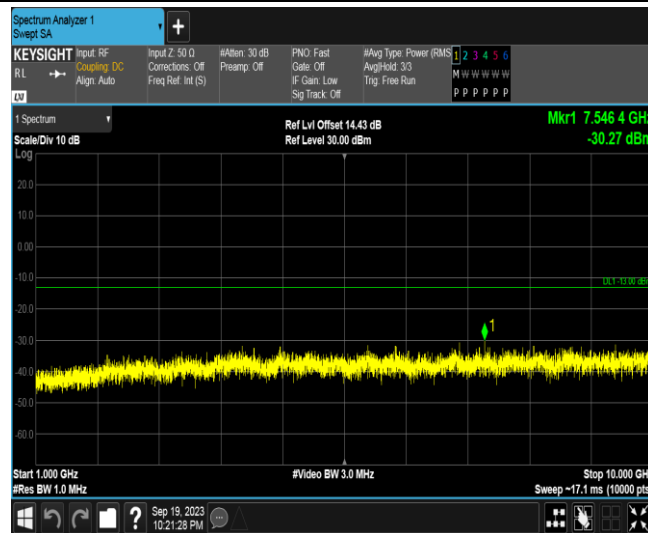 Spectrum Analyzer 1
Swept SA
+
KEYSIGHT
RL
LXI
Input: RF
Coupling: DC
Align: Auto
Input Z: 50 Ω
Corrections: Off
Freq Ref: Int (S)
#Atten: 30 dB
Preamp: Off
PNO: Fast
Gate: Off
IF Gain: Low
Sig Track: Off
#Avg Type: Power (RMS
Avg|Hold: 3/3
Trig: Free Run
1 2 3 4 5 6
M W W W W W
P P P P P P
1 Spectrum
Scale/Div 10 dB
Log
Ref Lvl Offset 14.43 dB
Ref Level 30.00 dBm
Mkr1 7.546 4 GHz
-30.27 dBm
20.0
10.0
0.00
-10.0
DL1 -13.00 dBm
-20.0
1
-30.0
-40.0
-50.0
-60.0
Start 1.000 GHz
#Res BW 1.0 MHz
#Video BW 3.0 MHz
Stop 10.000 GH
Sweep ~17.1 ms (10000 pts
?
Sep 19, 2023
10:21:28 PM